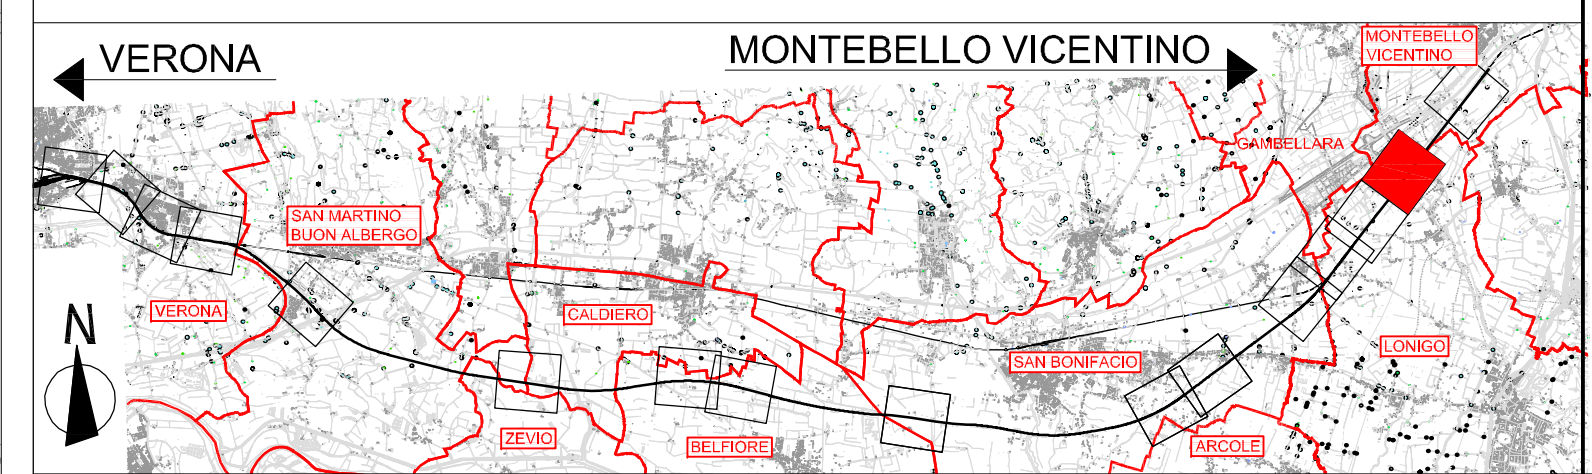 VERONA
MONTEBELLO VICENTINO
MONTEBELLO
VICENTINO
GAMBELLARA
SAN MARTINO
BUON ALBERGO
VERONA
N
CALDIERO
SAN BONIFACIO
LONIGO
ZEVIO
BELFIORE
ARCOLE